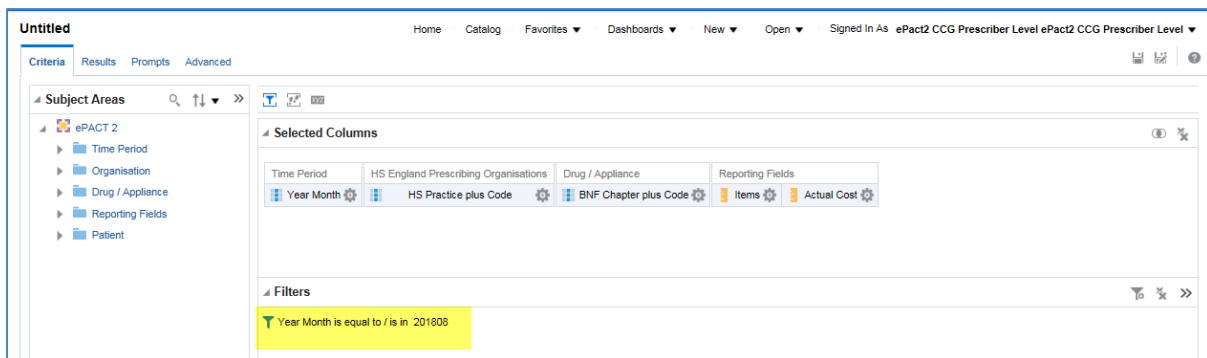 Untitled
Home Catalog Favorites Dashboards New Open Signed In As ePact2 CCG Prescriber Level ePact2 CCG Prescriber Level
Criteria Results Prompts Advanced
Subject Areas
ePACT 2
Time Period
Organisation
Drug / Appliance
Reporting Fields
Patient
Selected Columns
Time Period HS England Prescribing Organisations Drug / Appliance Reporting Fields
Year Month HS Practice plus Code BNF Chapter plus Code Items Actual Cost
Filters
Year Month is equal to / is in 201808